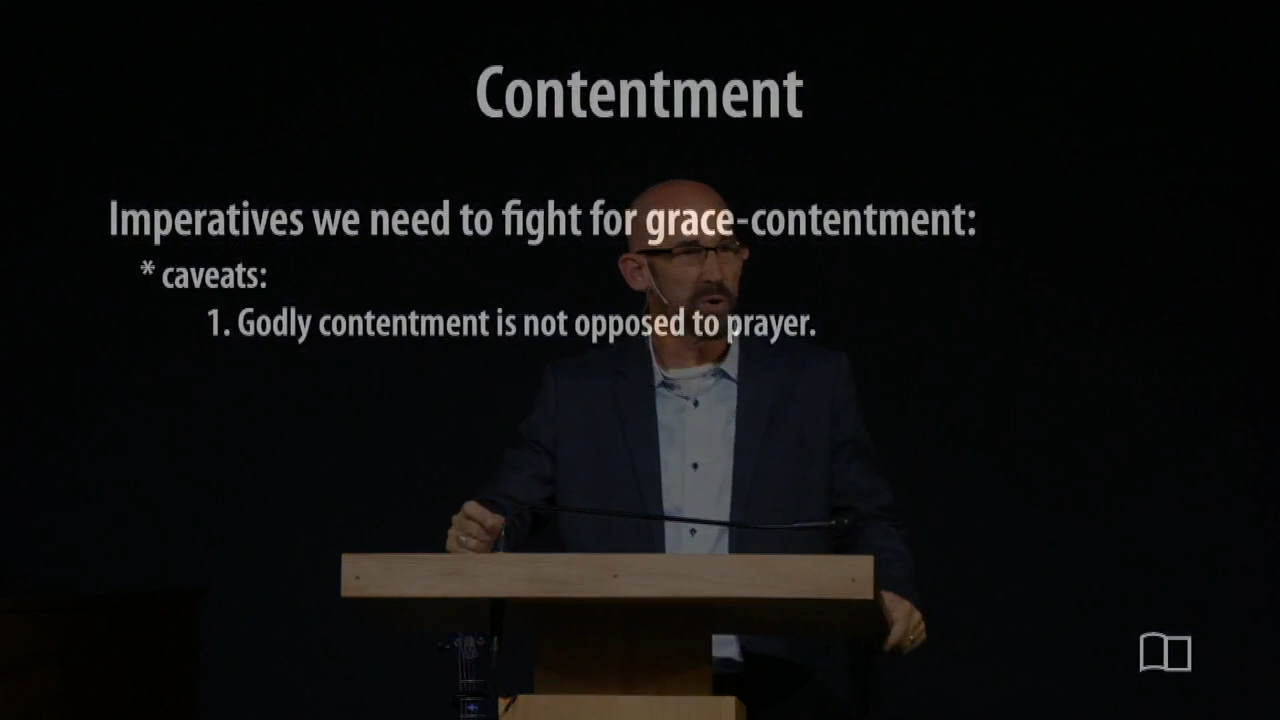 Contentment
Imperatives we need to fight for grace-contentment:
* caveats:
1. Godly contentment is not opposed to prayer.